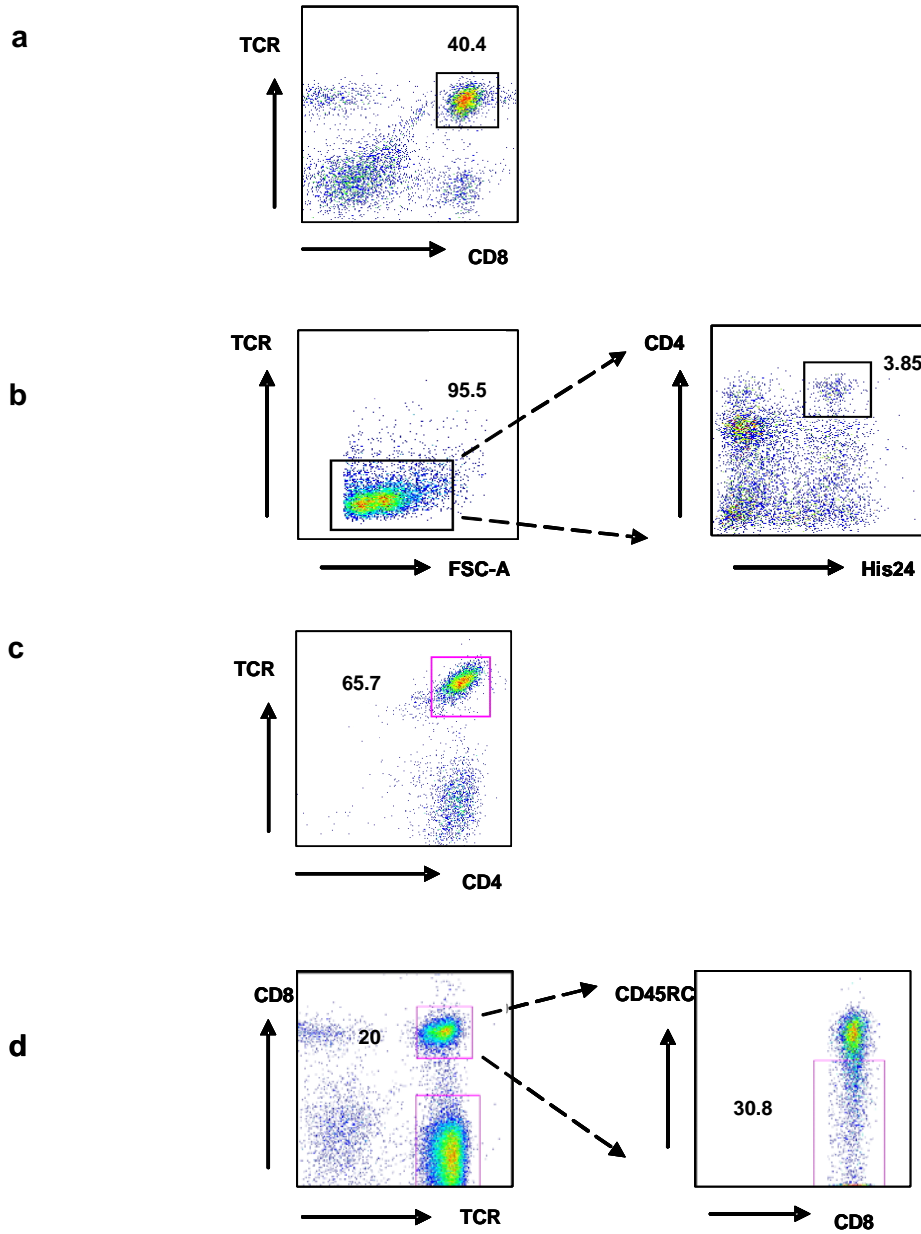 a
TCR
40.4
CD8
b
TCR
95.5
FSC-A
CD4
3.85
His24
c
TCR
65.7
CD4
d
CD8
20
TCR
CD45RC
30.8
CD8